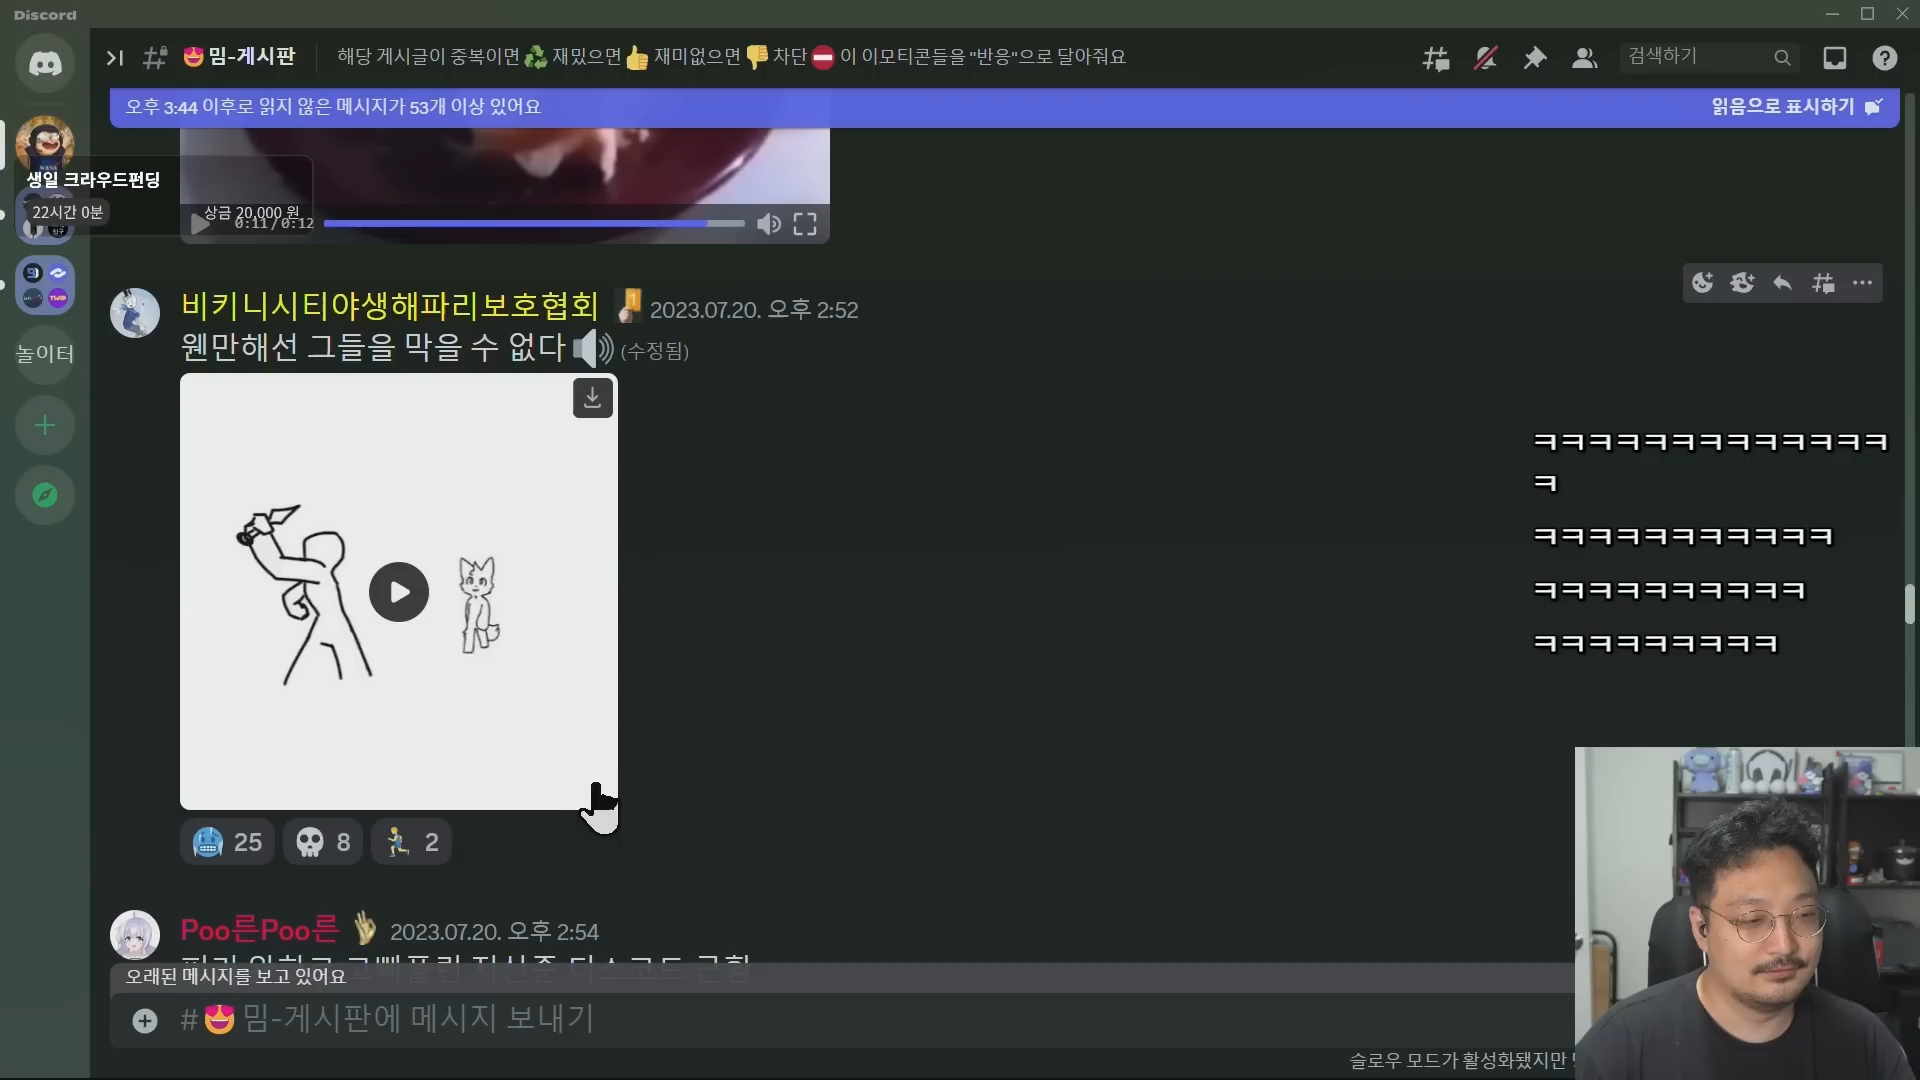 Discord
😍밈-게시판
해당 게시글이 중복이면♻️재밌으면👍재미없으면👎차단⛔이 이모티콘들을 "반응"으로 달아줘요
검색하기
오후 3:44 이후로 읽지 않은 메시지가 53개 이상 있어요
읽음으로 표시하기
생일 크라우드펀딩
22시간 0분
상금 20,000 원
0:11/0:12
TWIP
놀이터
비키니시티야생해파리보호협회 2023.07.20. 오후 2:52
웬만해선 그들을 막을 수 없다🔊(수정됨)
ㅋㅋㅋㅋㅋㅋㅋㅋㅋㅋㅋㅋㅋ
ㅋ
ㅋㅋㅋㅋㅋㅋㅋㅋㅋㅋㅋ
ㅋㅋㅋㅋㅋㅋㅋㅋㅋㅋ
ㅋㅋㅋㅋㅋㅋㅋㅋㅋ
25 8 2
Poo른Poo른 2023.07.20. 오후 2:54
오래된 메시지를 보고 있어요
#😍밈-게시판에 메시지 보내기
슬로우 모드가 활성화됐지만